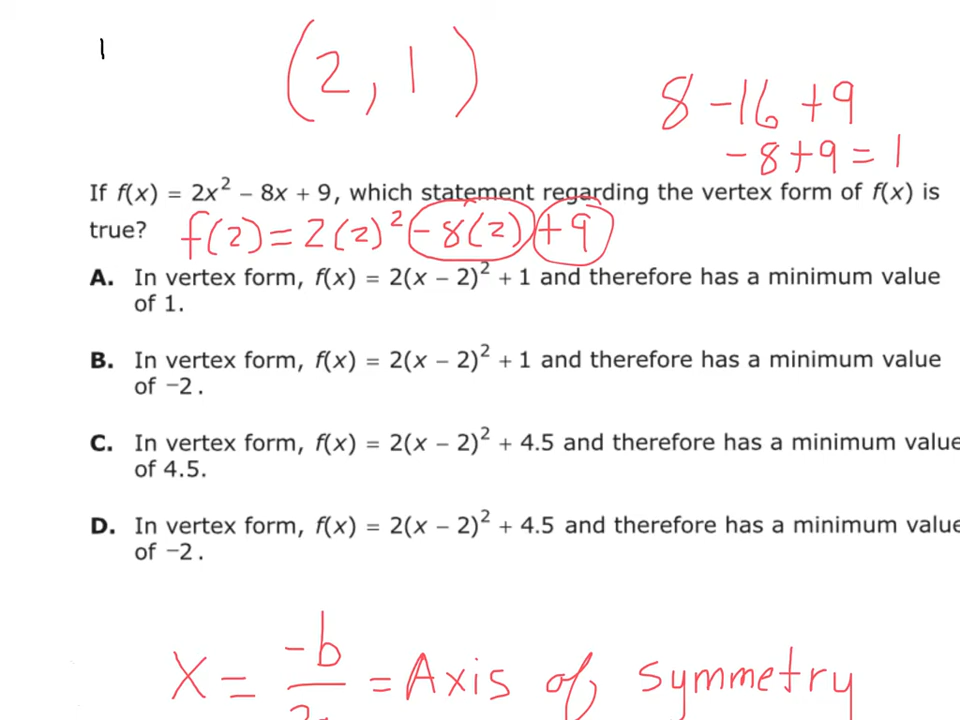 1
(2, 1)
8 - 16 + 9
- 8 + 9 = 1
If f(x) = 2x² − 8x + 9, which statement regarding the vertex form of f(x) is
true?
f(2) = 2(2)² - 8(2) + 9
A. In vertex form, f(x) = 2(x − 2)² + 1 and therefore has a minimum value
of 1.
B. In vertex form, f(x) = 2(x − 2)² + 1 and therefore has a minimum value
of −2.
C. In vertex form, f(x) = 2(x − 2)² + 4.5 and therefore has a minimum value
of 4.5.
D. In vertex form, f(x) = 2(x − 2)² + 4.5 and therefore has a minimum value
of −2.
-b
X = = Axis of symmetry